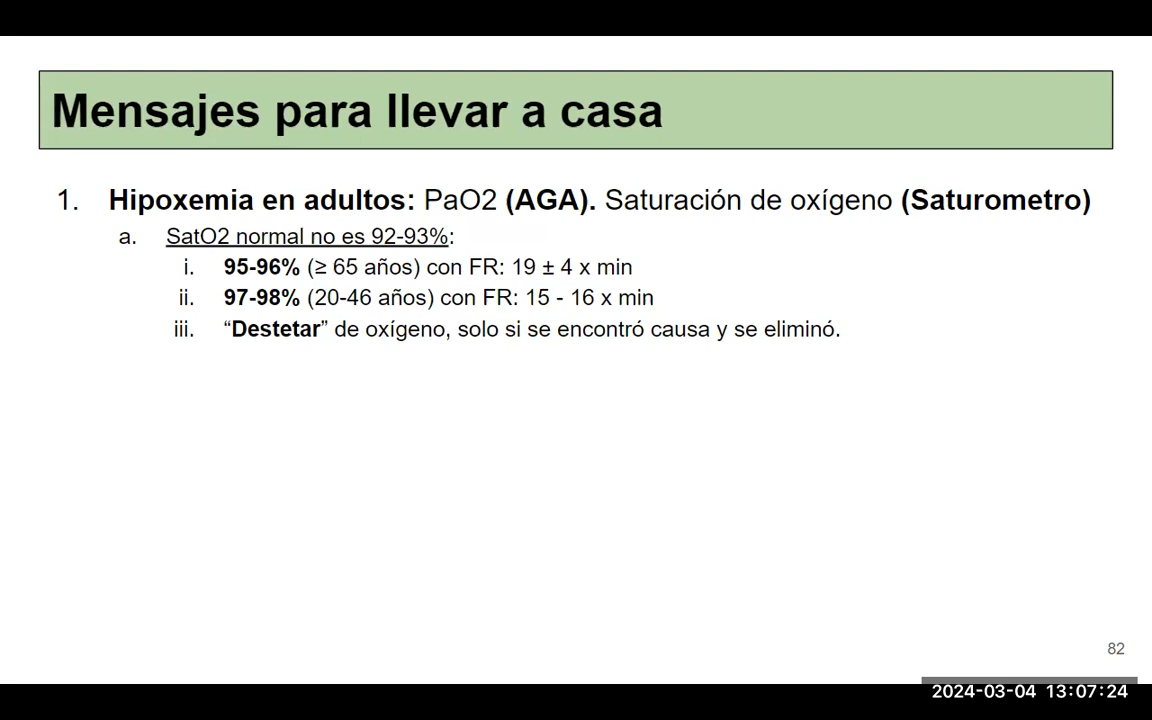 Mensajes para llevar a casa
1. Hipoxemia en adultos: PaO2 (AGA). Saturación de oxígeno (Saturometro)
a. SatO2 normal no es 92-93%:
i. 95-96% (≥ 65 años) con FR: 19 ± 4 x min
ii. 97-98% (20-46 años) con FR: 15 - 16 x min
iii. “Destetar” de oxígeno, solo si se encontró causa y se eliminó.
82
2024-03-04 13:07:24